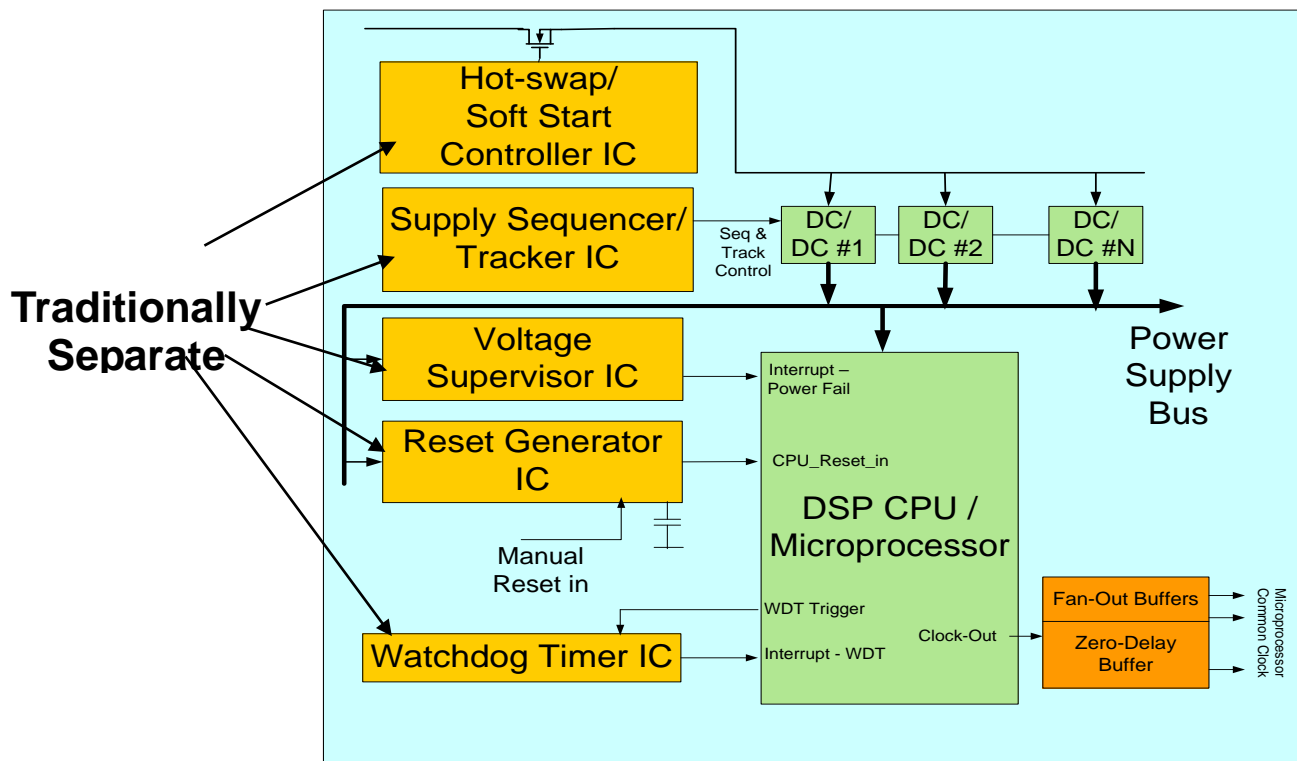 Hot-swap/
Soft Start
Controller IC
Supply Sequencer/
Tracker IC
Seq &
Track
Control
DC/
DC #1
DC/
DC #2
DC/
DC #N
Traditionally
Separate
Power
Supply
Bus
Voltage
Supervisor IC
Interrupt –
Power Fail
Reset Generator
IC
CPU_Reset_in
DSP CPU /
Microprocessor
Manual
Reset in
WDT Trigger
Watchdog Timer IC
Interrupt - WDT
Clock-Out
Fan-Out Buffers
Zero-Delay
Buffer
Microprocessor
Common Clock